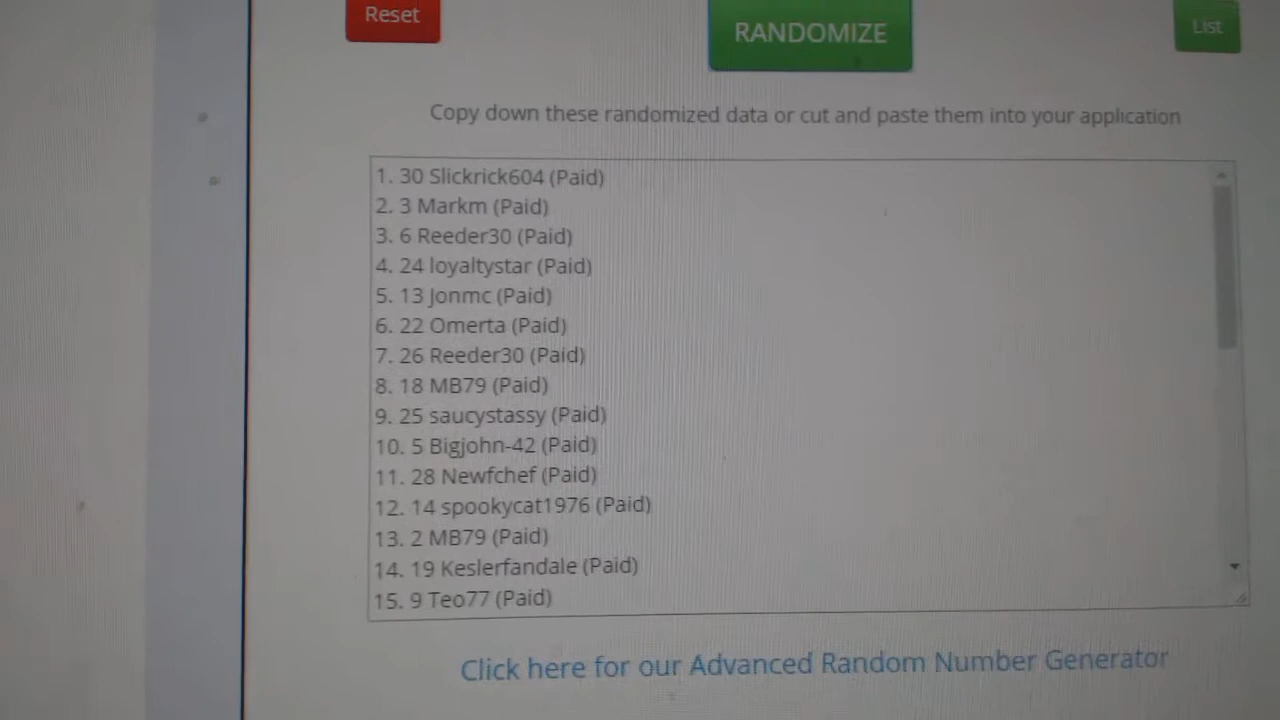 Reset
RANDOMIZE
List
Copy down these randomized data or cut and paste them into your application
1. 30 Slickrick604 (Paid)
2. 3 Markm (Paid)
3. 6 Reeder30 (Paid)
4. 24 loyaltystar (Paid)
5. 13 Jonmc (Paid)
6. 22 Omerta (Paid)
7. 26 Reeder30 (Paid)
8. 18 MB79 (Paid)
9. 25 saucystassy (Paid)
10. 5 Bigjohn-42 (Paid)
11. 28 Newfchef (Paid)
12. 14 spookycat1976 (Paid)
13. 2 MB79 (Paid)
14. 19 Keslerfandale (Paid)
15. 9 Teo77 (Paid)
Click here for our Advanced Random Number Generator